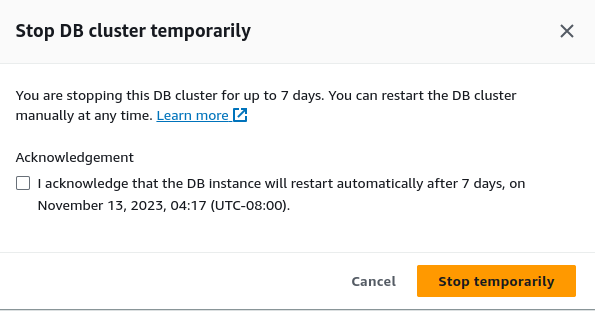 Stop DB cluster temporarily
You are stopping this DB cluster for up to 7 days. You can restart the DB cluster
manually at any time. Learn more
Acknowledgement
I acknowledge that the DB instance will restart automatically after 7 days, on
November 13, 2023, 04:17 (UTC-08:00).
Cancel Stop temporarily